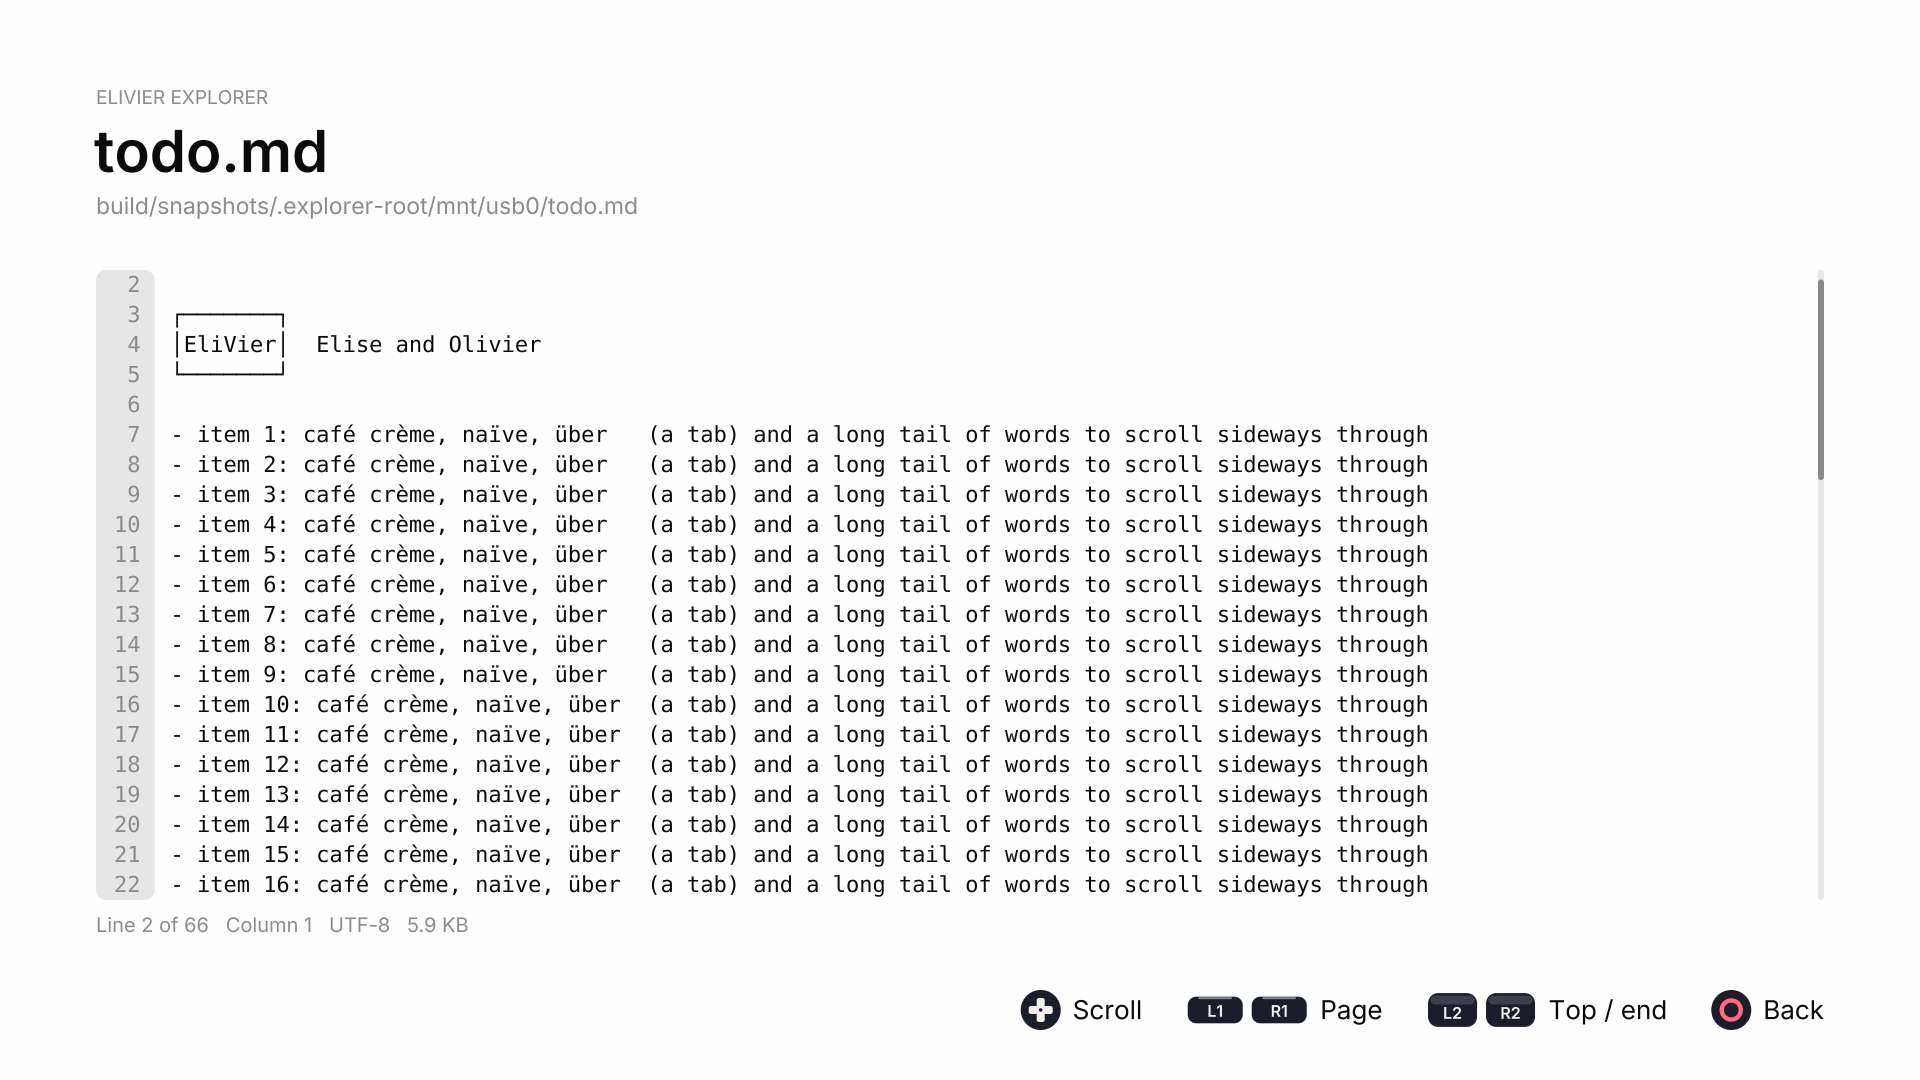 ELIVIER EXPLORER
todo.md
build/snapshots/.explorer-root/mnt/usb0/todo.md
2
3 ┌───────┐
4 │EliVier│  Elise and Olivier
5 └───────┘
6
7 - item 1: café crème, naïve, über   (a tab) and a long tail of words to scroll sideways through
8 - item 2: café crème, naïve, über   (a tab) and a long tail of words to scroll sideways through
9 - item 3: café crème, naïve, über   (a tab) and a long tail of words to scroll sideways through
10 - item 4: café crème, naïve, über   (a tab) and a long tail of words to scroll sideways through
11 - item 5: café crème, naïve, über   (a tab) and a long tail of words to scroll sideways through
12 - item 6: café crème, naïve, über   (a tab) and a long tail of words to scroll sideways through
13 - item 7: café crème, naïve, über   (a tab) and a long tail of words to scroll sideways through
14 - item 8: café crème, naïve, über   (a tab) and a long tail of words to scroll sideways through
15 - item 9: café crème, naïve, über   (a tab) and a long tail of words to scroll sideways through
16 - item 10: café crème, naïve, über  (a tab) and a long tail of words to scroll sideways through
17 - item 11: café crème, naïve, über  (a tab) and a long tail of words to scroll sideways through
18 - item 12: café crème, naïve, über  (a tab) and a long tail of words to scroll sideways through
19 - item 13: café crème, naïve, über  (a tab) and a long tail of words to scroll sideways through
20 - item 14: café crème, naïve, über  (a tab) and a long tail of words to scroll sideways through
21 - item 15: café crème, naïve, über  (a tab) and a long tail of words to scroll sideways through
22 - item 16: café crème, naïve, über  (a tab) and a long tail of words to scroll sideways through
Line 2 of 66   Column 1   UTF-8   5.9 KB
Scroll   L1 R1 Page   L2 R2 Top / end   Back